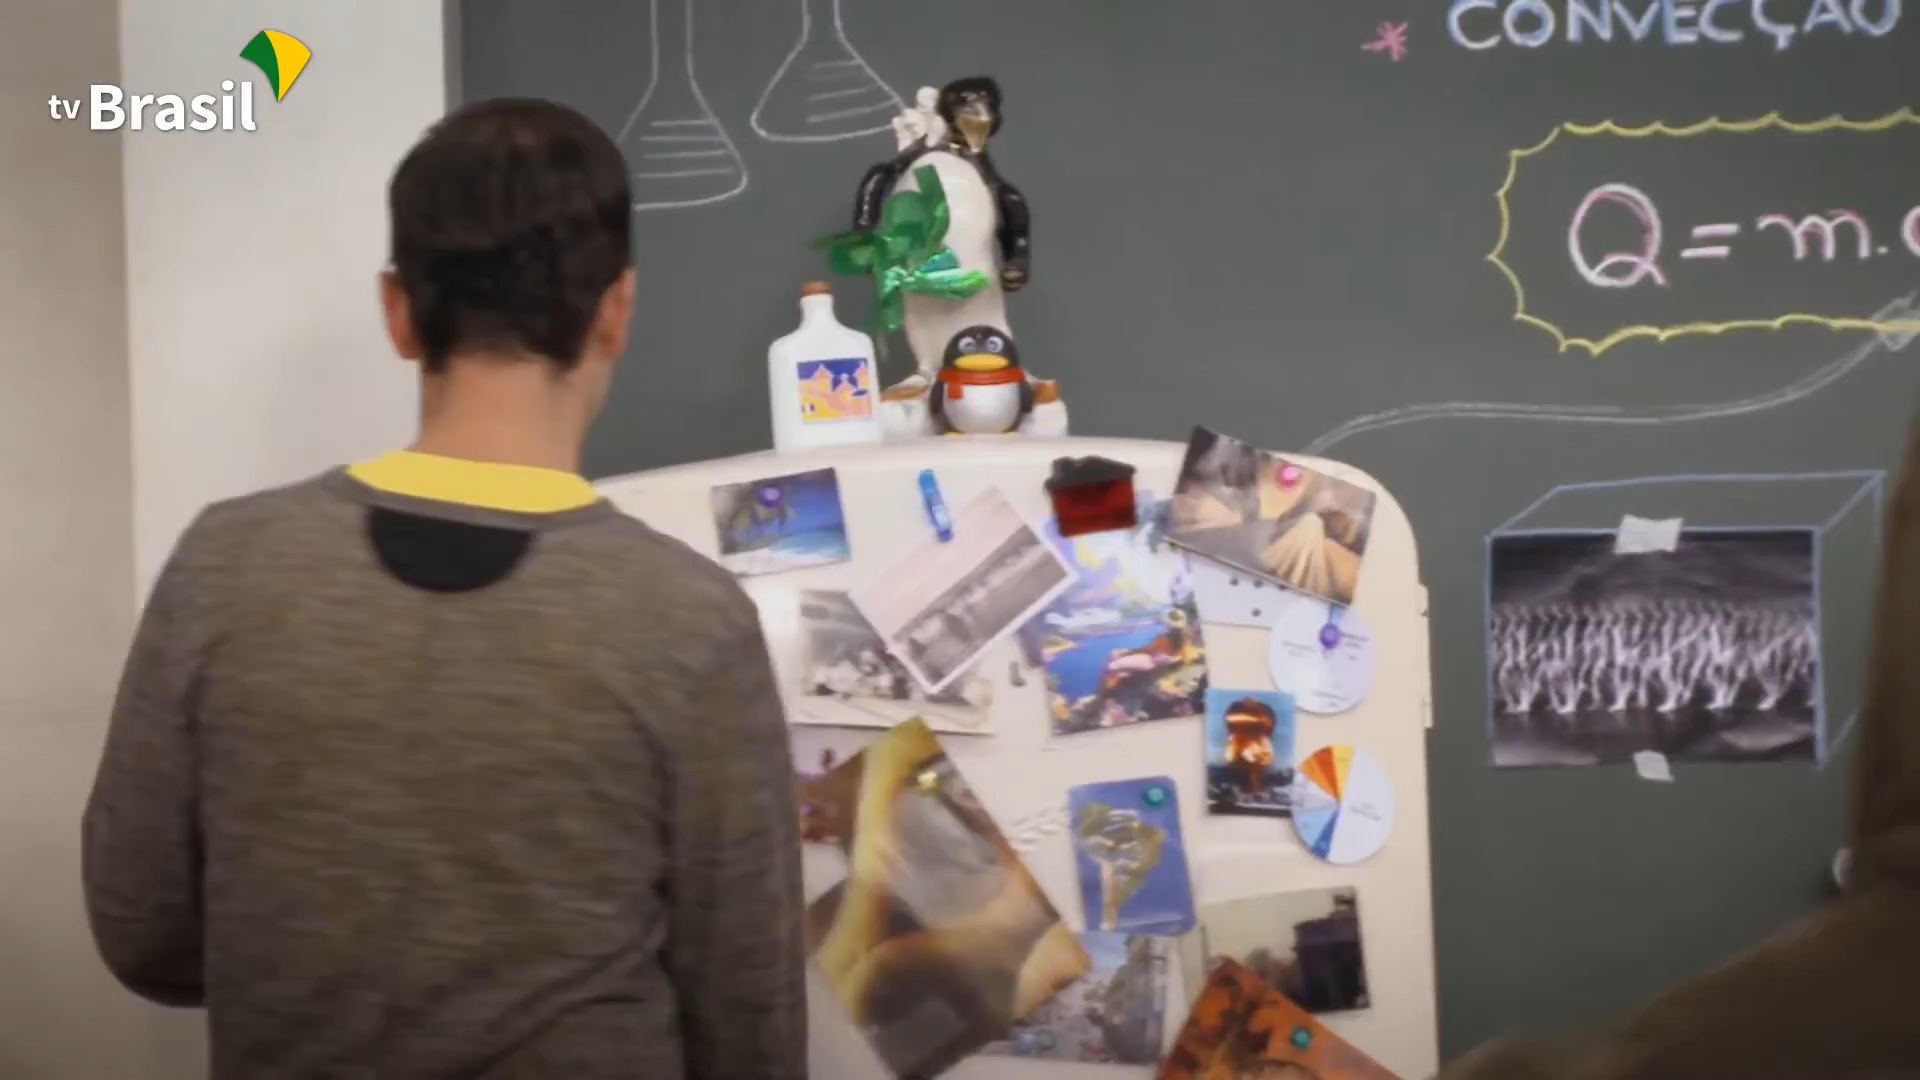 tv Brasil
CONVECÇÃO
Q = m.